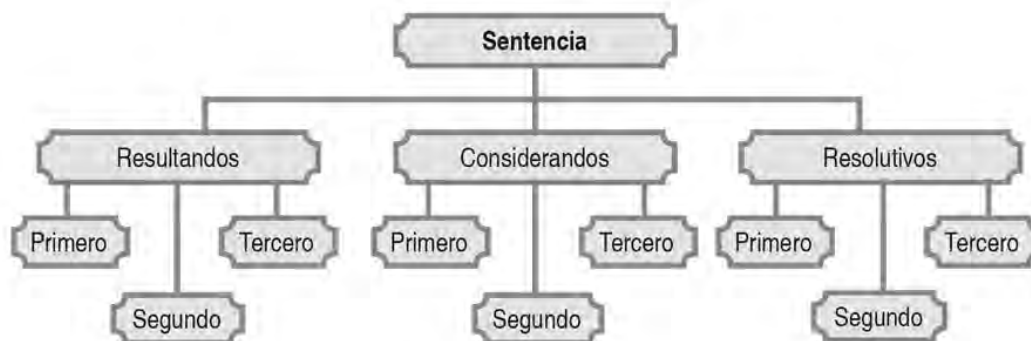 Sentencia
Resultandos
Considerandos
Resolutivos
Primero
Tercero
Primero
Tercero
Primero
Tercero
Segundo
Segundo
Segundo